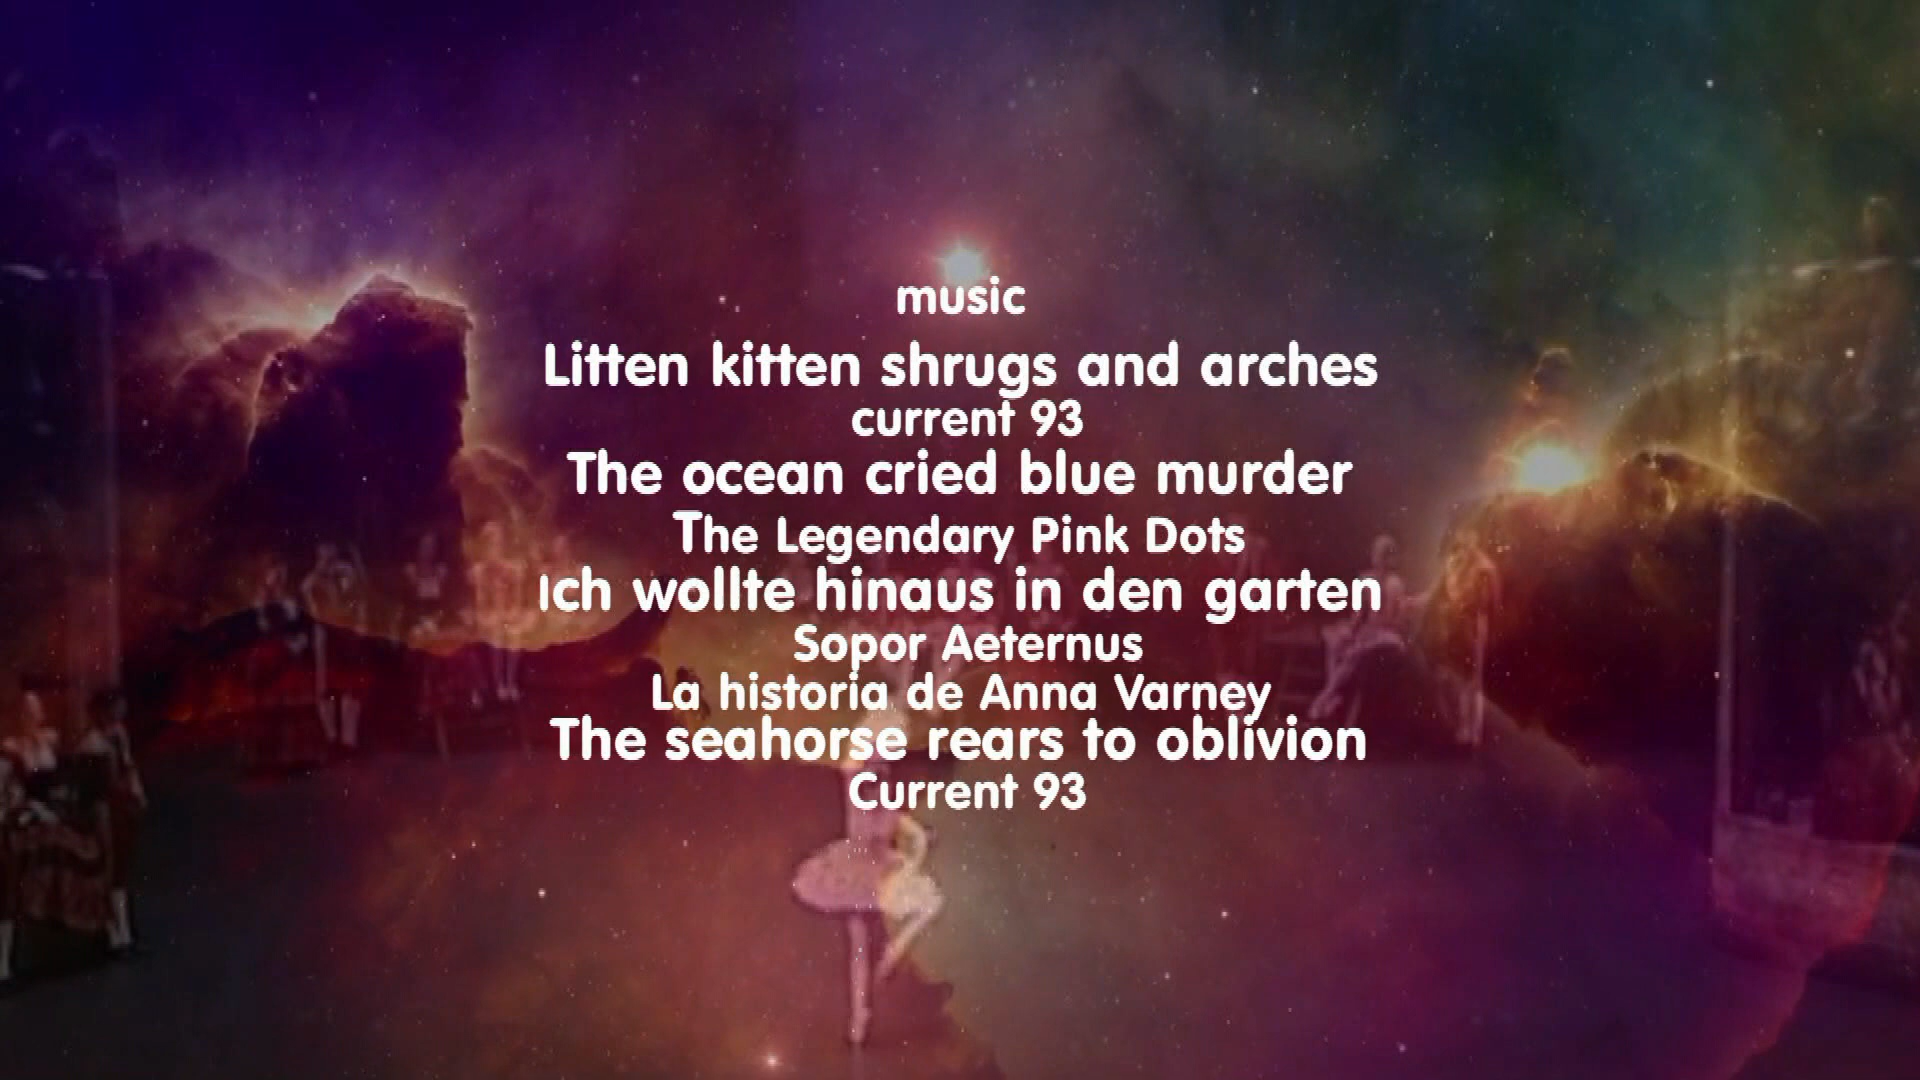 music
Litten kitten shrugs and arches
current 93
The ocean cried blue murder
The Legendary Pink Dots
Ich wollte hinaus in den garten
Sopor Aeternus
La historia de Anna Varney
The seahorse rears to oblivion
Current 93